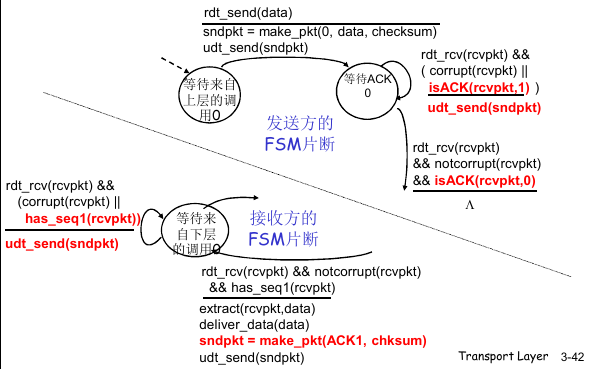 rdt_send(data)
sndpkt = make_pkt(0, data, checksum)
udt_send(sndpkt)
等待来自
上层的调
用0
等待ACK
0
rdt_rcv(rcvpkt) &&
( corrupt(rcvpkt) ||
isACK(rcvpkt,1) )
udt_send(sndpkt)
发送方的
FSM片断
rdt_rcv(rcvpkt)
&& notcorrupt(rcvpkt)
&& isACK(rcvpkt,0)
Λ
rdt_rcv(rcvpkt) &&
(corrupt(rcvpkt) ||
has_seq1(rcvpkt))
udt_send(sndpkt)
等待来
自下层
的调用0
接收方的
FSM片断
rdt_rcv(rcvpkt) && notcorrupt(rcvpkt)
&& has_seq1(rcvpkt)
extract(rcvpkt,data)
deliver_data(data)
sndpkt = make_pkt(ACK1, chksum)
udt_send(sndpkt)
Transport Layer 3-42